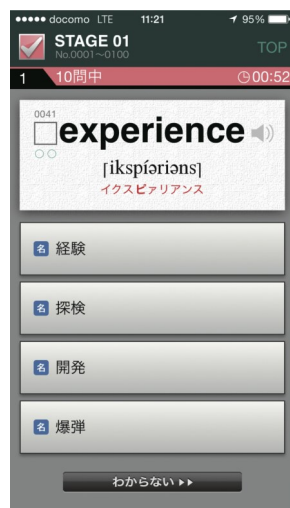 docomo LTE 11:21 95%
STAGE 01
No.0001~0100
TOP
1 10問中 00:52
0041
experience
[ikspíəriəns]
イクスピァリアンス
名 経験
名 探検
名 開発
名 爆弾
わからない